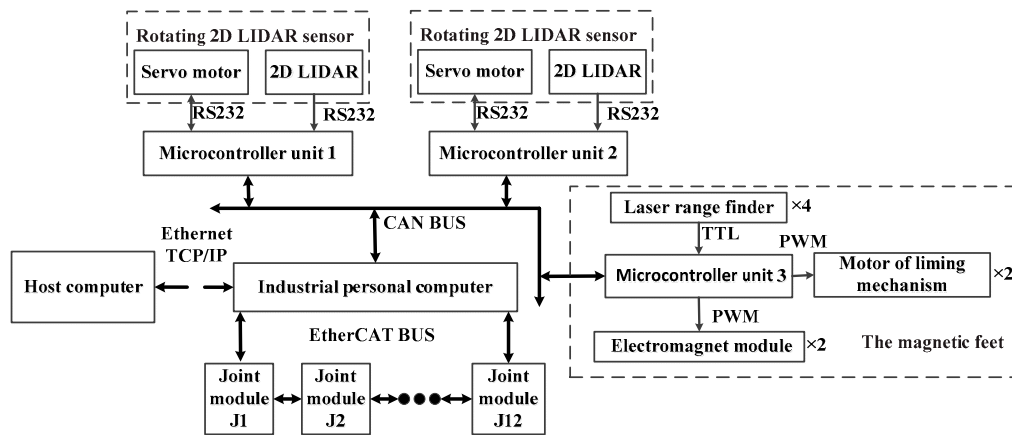 Rotating 2D LIDAR sensor
Servo motor
2D LIDAR
RS232
RS232
Microcontroller unit 1
Rotating 2D LIDAR sensor
Servo motor
2D LIDAR
RS232
RS232
Microcontroller unit 2
CAN BUS
Ethernet
TCP/IP
Host computer
Industrial personal computer
EtherCAT BUS
Joint
module
J1
Joint
module
J2
Joint
module
J12
Laser range finder
×4
TTL
PWM
Microcontroller unit 3
Motor of liming
mechanism
×2
PWM
Electromagnet module
×2
The magnetic feet